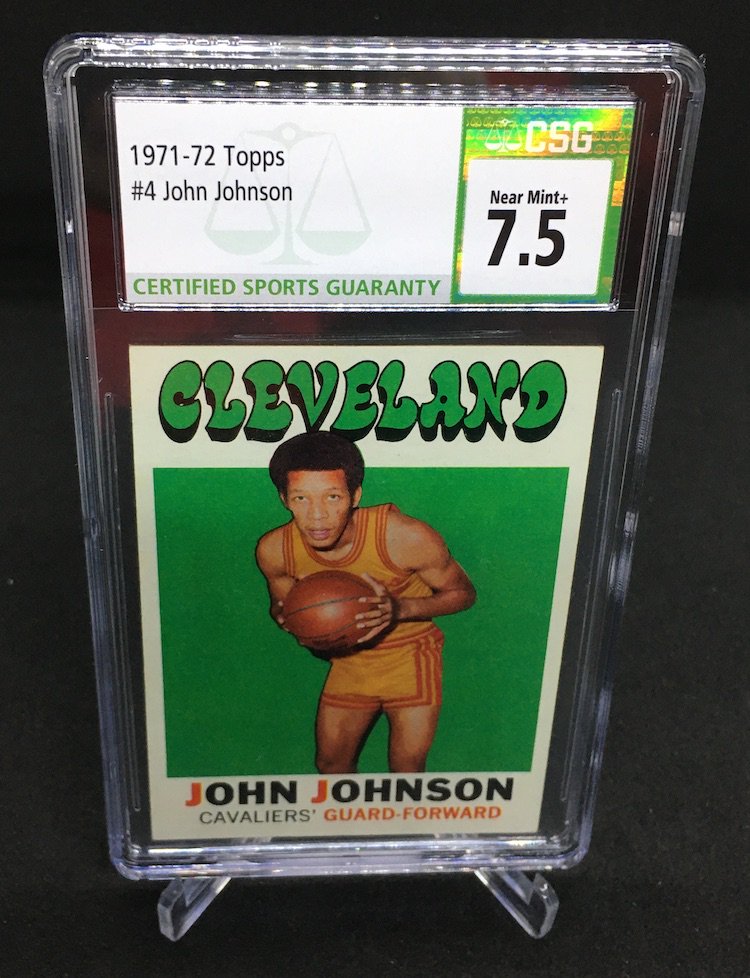 CSG
1971-72 Topps
#4 John Johnson
Near Mint+
7.5
CERTIFIED SPORTS GUARANTY
CLEVELAND
JOHN JOHNSON
CAVALIERS' GUARD-FORWARD